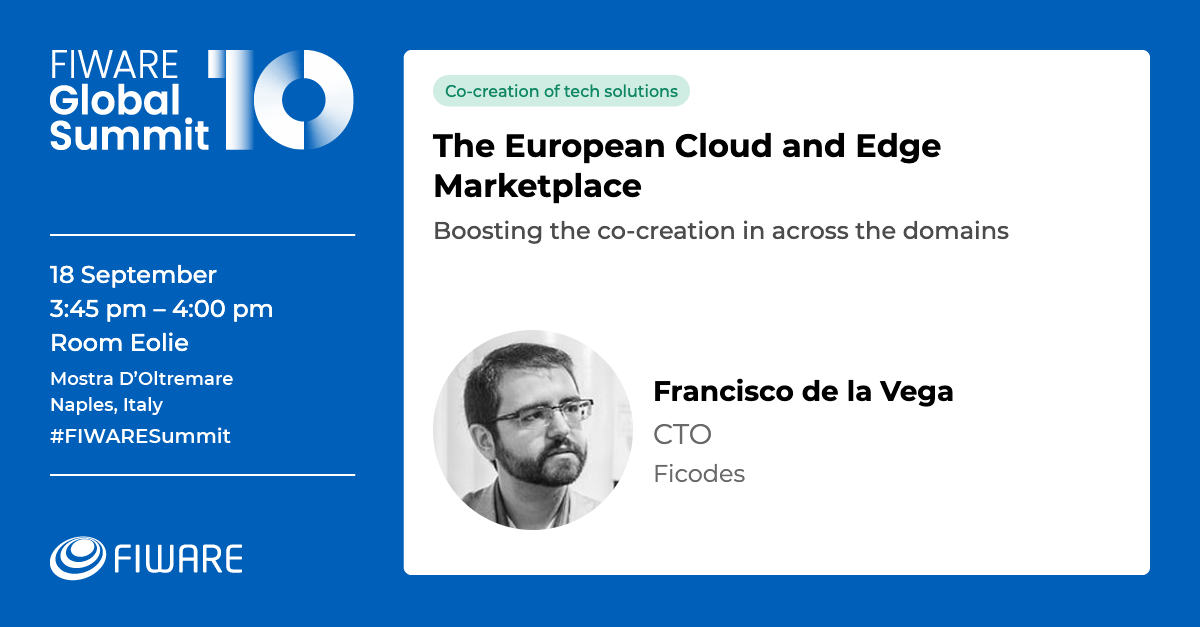 FIWARE
Global
Summit
10
18 September
3:45 pm – 4:00 pm
Room Eolie
Mostra D’Oltremare
Naples, Italy
#FIWARESummit
FIWARE
Co-creation of tech solutions
The European Cloud and Edge
Marketplace
Boosting the co-creation in across the domains
Francisco de la Vega
CTO
Ficodes